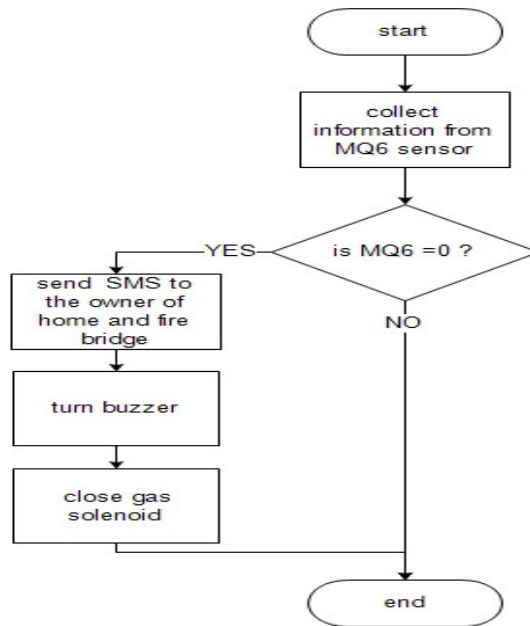 start
collect
information from
MQ6 sensor
is MQ6 =0 ?
YES
NO
send SMS to
the owner of
home and fire
bridge
turn buzzer
close gas
solenoid
end